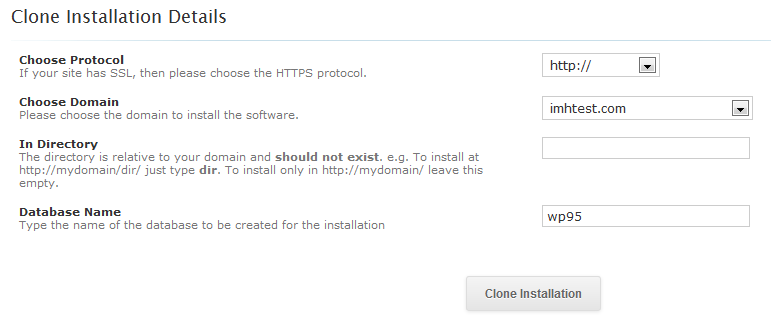 Clone Installation Details
Choose Protocol
If your site has SSL, then please choose the HTTPS protocol.
http://
Choose Domain
Please choose the domain to install the software.
imhtest.com
In Directory
The directory is relative to your domain and should not exist. e.g. To install at
http://mydomain/dir/ just type dir. To install only in http://mydomain/ leave this
empty.
Database Name
Type the name of the database to be created for the installation
wp95
Clone Installation